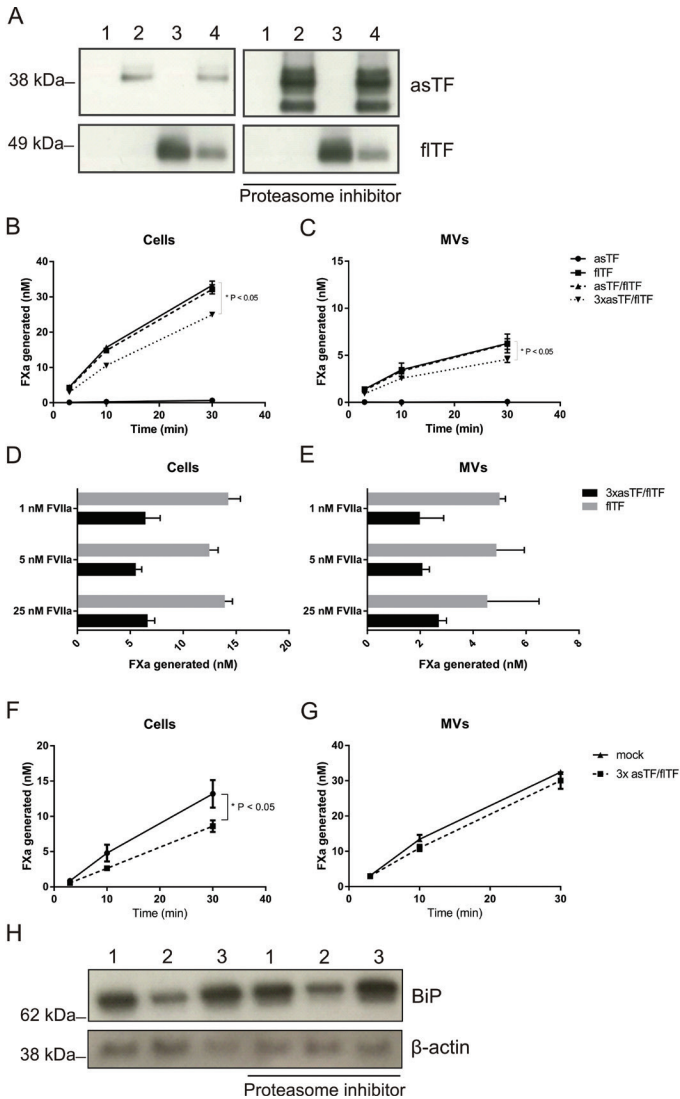 A
1 2 3 4 1 2 3 4
38 kDa
asTF
49 kDa
flTF
Proteasome inhibitor
B
Cells
FXa generated (nM)
40
30
20
10
0
0 10 20 30 40
Time (min)
* P < 0.05
C
MVs
FXa generated (nM)
15
10
5
0
0 10 20 30 40
Time (min)
* P < 0.05
asTF
flTF
asTF/flTF
3xasTF/flTF
D
Cells
1 nM FVIIa
5 nM FVIIa
25 nM FVIIa
0 5 10 15 20
FXa generated (nM)
E
MVs
1 nM FVIIa
5 nM FVIIa
25 nM FVIIa
0 2 4 6 8
FXa generated (nM)
3xasTF/flTF
flTF
F
Cells
FXa generated (nM)
20
15
10
5
0
0 10 20 30 40
Time (min)
* P < 0.05
G
MVs
FXa generated (nM)
40
30
20
10
0
0 10 20 30
Time (min)
mock
3x asTF/flTF
H
1 2 3 1 2 3
BiP
62 kDa
β-actin
38 kDa
Proteasome inhibitor